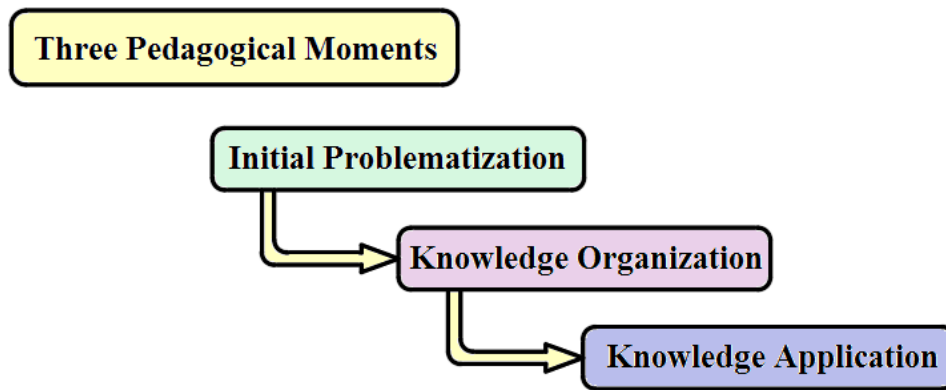 Three Pedagogical Moments
Initial Problematization
Knowledge Organization
Knowledge Application